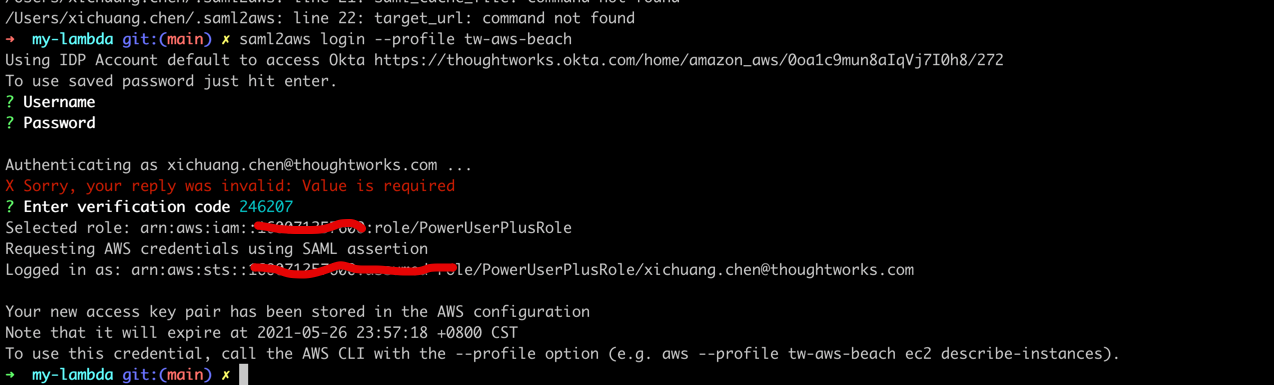 /Users/xichuang.chen/.saml2aws: line 22: target_url: command not found
➜ my-lambda git:(main) ✗ saml2aws login --profile tw-aws-beach
Using IDP Account default to access Okta https://thoughtworks.okta.com/home/amazon_aws/0oa1c9mun8aIqVj7I0h8/272
To use saved password just hit enter.
? Username
? Password
Authenticating as xichuang.chen@thoughtworks.com ...
X Sorry, your reply was invalid: Value is required
? Enter verification code 246207
Selected role: arn:aws:iam:: :role/PowerUserPlusRole
Requesting AWS credentials using SAML assertion
Logged in as: arn:aws:sts:: role/PowerUserPlusRole/xichuang.chen@thoughtworks.com
Your new access key pair has been stored in the AWS configuration
Note that it will expire at 2021-05-26 23:57:18 +0800 CST
To use this credential, call the AWS CLI with the --profile option (e.g. aws --profile tw-aws-beach ec2 describe-instances).
➜ my-lambda git:(main) ✗